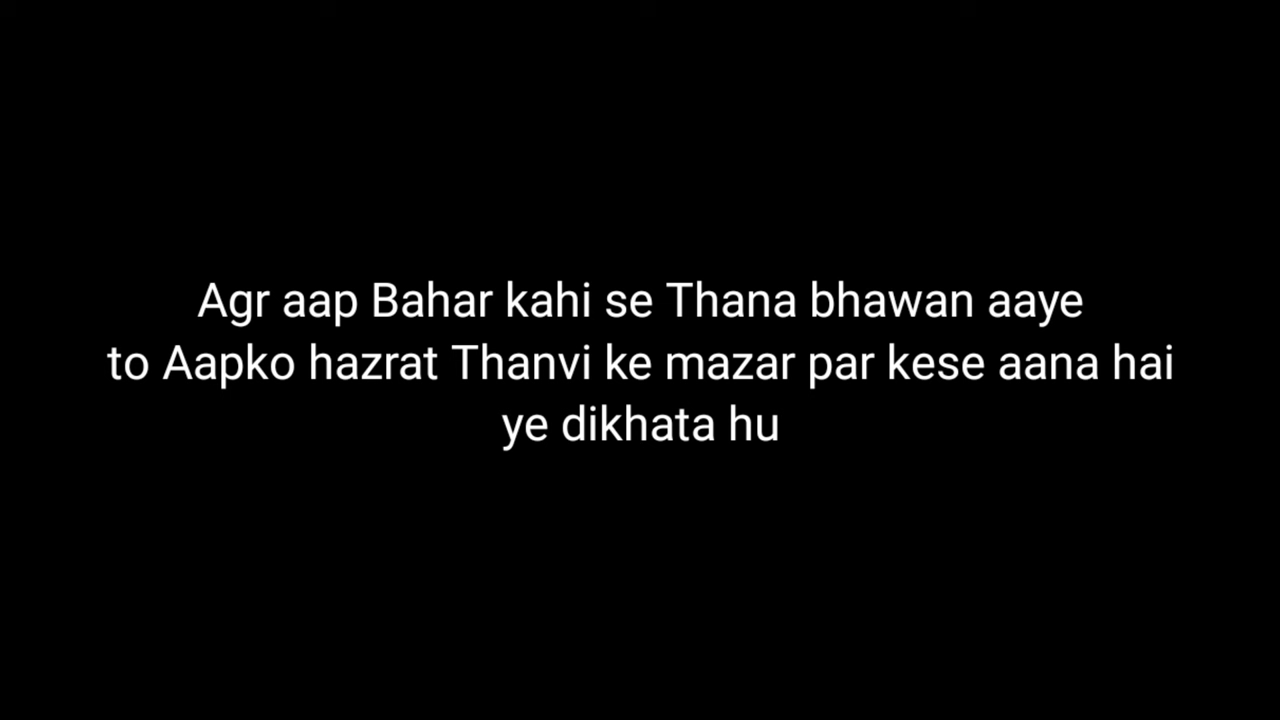 Agr aap Bahar kahi se Thana bhawan aaye
to Aapko hazrat Thanvi ke mazar par kese aana hai
ye dikhata hu